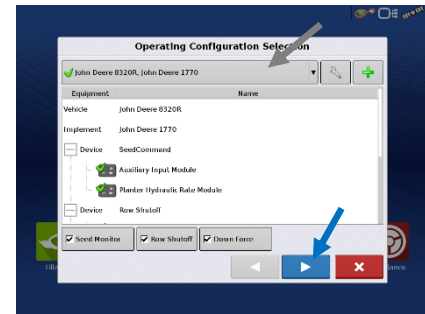 Operating Configuration Selection
John Deere 8320R, John Deere 1770
Equipment Name
Vehicle John Deere 8320R
Implement John Deere 1770
Device SeedCommand
Auxiliary Input Module
Planter Hydraulic Rate Module
Device Row Shutoff
Seed Monitor Row Shutoff Down Force